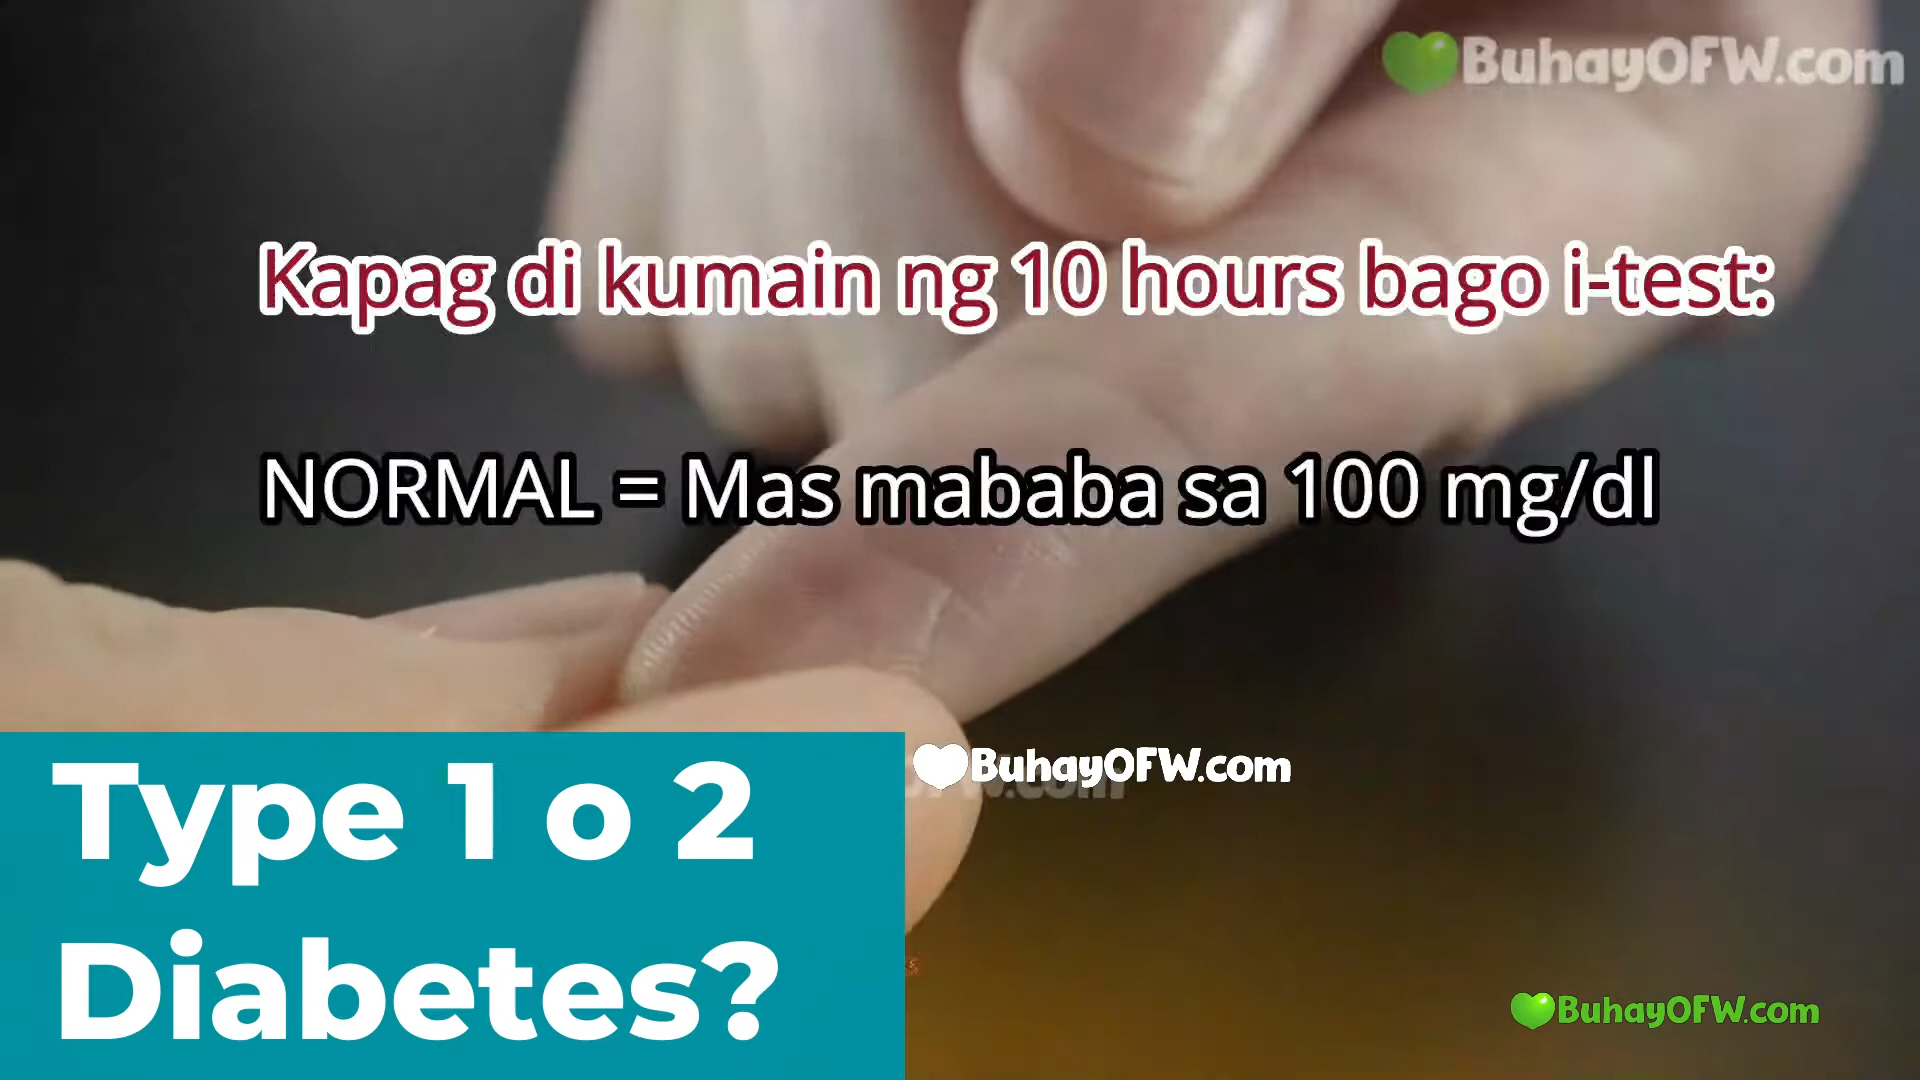 BuhayOFW.com
Kapag di kumain ng 10 hours bago i-test:
NORMAL = Mas mababa sa 100 mg/dl
BuhayOFW.com
Type 1 o 2
Diabetes?
BuhayOFW.com